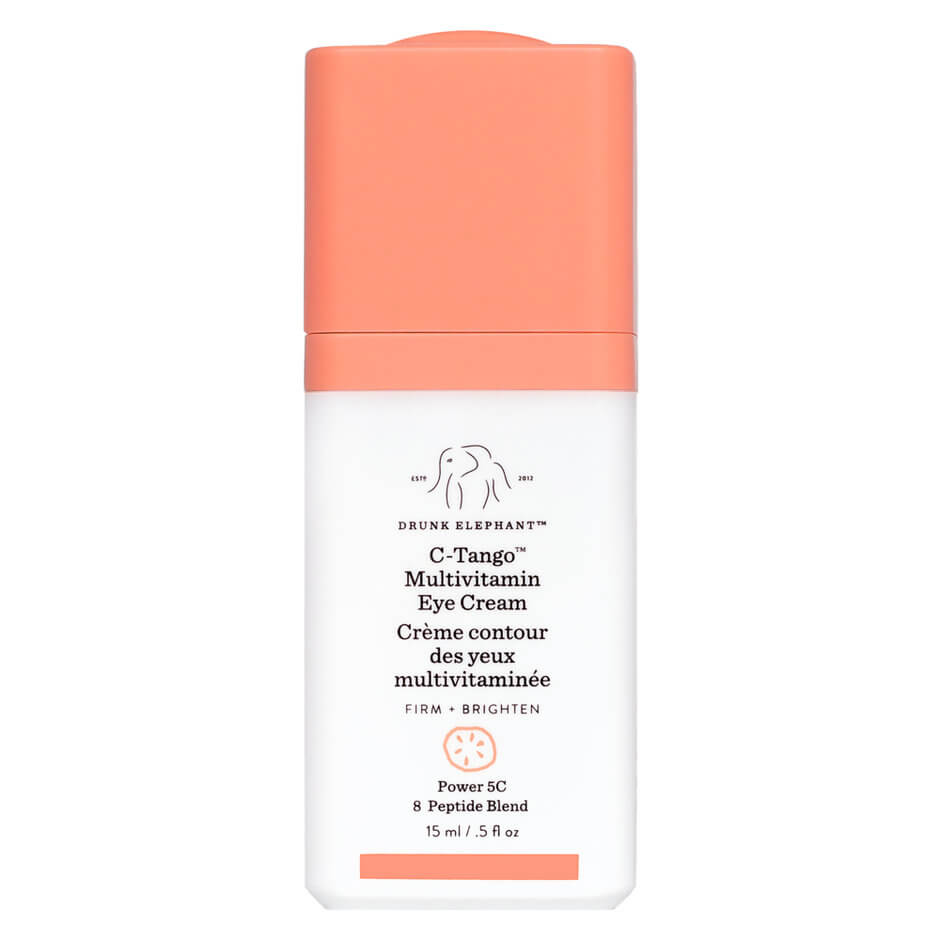 ESTD 2012
DRUNK ELEPHANT™
C-Tango™
Multivitamin
Eye Cream
Crème contour
des yeux
multivitaminée
FIRM + BRIGHTEN
Power 5C
8 Peptide Blend
15 ml / .5 fl oz